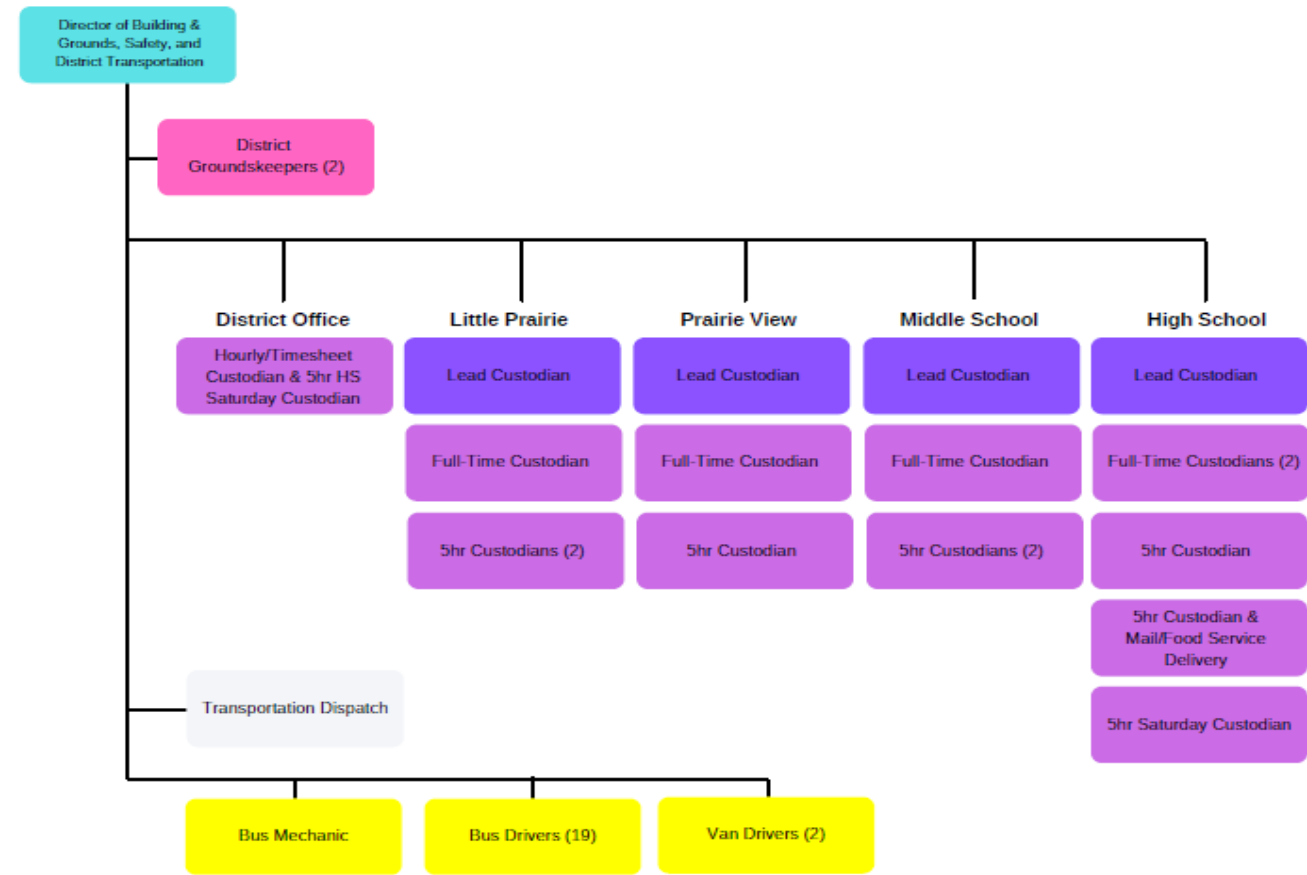 Director of Building &
Grounds, Safety, and
District Transportation
District
Groundskeepers (2)
District Office
Little Prairie
Prairie View
Middle School
High School
Hourly/Timesheet
Custodian & 5hr HS
Saturday Custodian
Lead Custodian
Lead Custodian
Lead Custodian
Lead Custodian
Full-Time Custodian
Full-Time Custodian
Full-Time Custodian
Full-Time Custodians (2)
5hr Custodians (2)
5hr Custodian
5hr Custodians (2)
5hr Custodian
5hr Custodian &
Mail/Food Service
Delivery
Transportation Dispatch
5hr Saturday Custodian
Bus Mechanic
Bus Drivers (19)
Van Drivers (2)